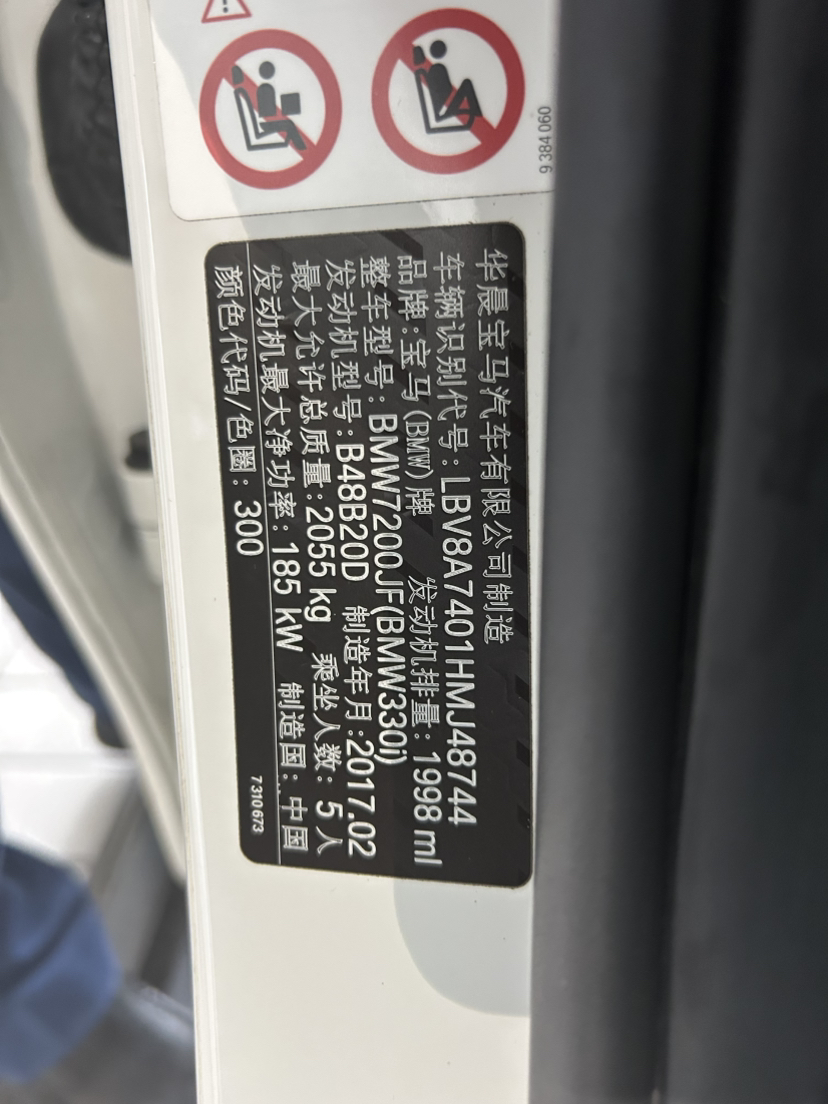 9 384 060
华晨宝马汽车有限公司制造
车辆识别代号:LBV8A7401HMJ48744
品牌:宝马(BMW)牌 发动机排量: 1998 ml
整车型号: BMW7200JF(BMW330i)
发动机型号:B48B20D 制造年月:2017.02
最大允许总质量:2055 kg 乘坐人数: 5人
发动机最大净功率: 185 kW 制造国: 中国
颜色代码/色圈: 300
7310673